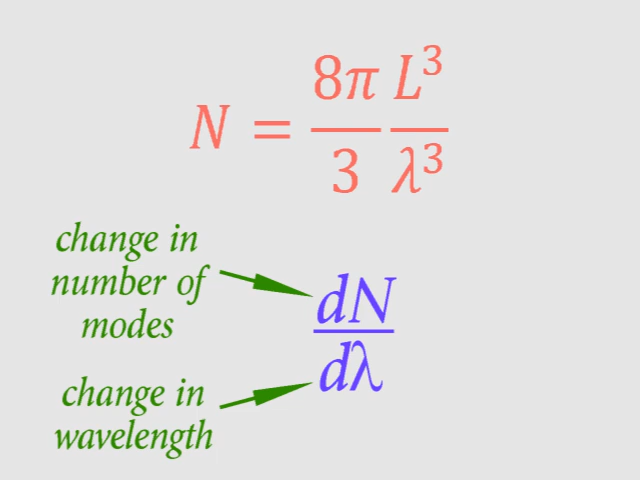 N = 8π/3 L³/λ³
change in
number of
modes
dN/dλ
change in
wavelength